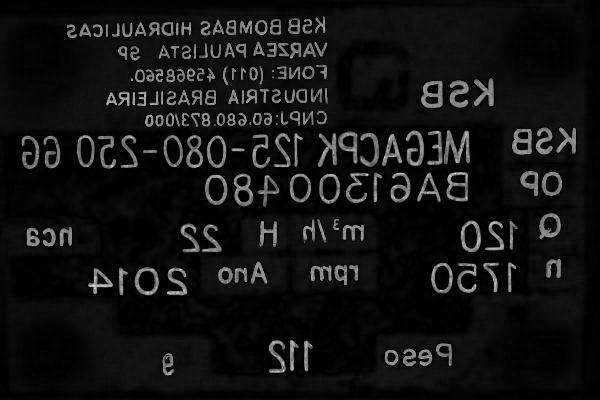 KSB BOMBAS HIDRAULICAS
VARZEA PAULISTA SP
FONE: (011) 45968560.
INDUSTRIA BRASILEIRA
CNPJ:60.680.873/000
KSB
KSB MEGACPK 125-080-250 GG
OP BA61300480
Q 120 m³/h H 22 hca
n 1750 rpm Ano 2014
Peso 112 g